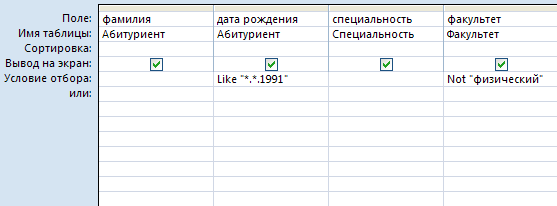 Поле: фамилия дата рождения специальность факультет
Имя таблицы: Абитуриент Абитуриент Специальность Факультет
Сортировка:
Вывод на экран:
Условие отбора: Like "*.*.1991" Not "физический"
или: